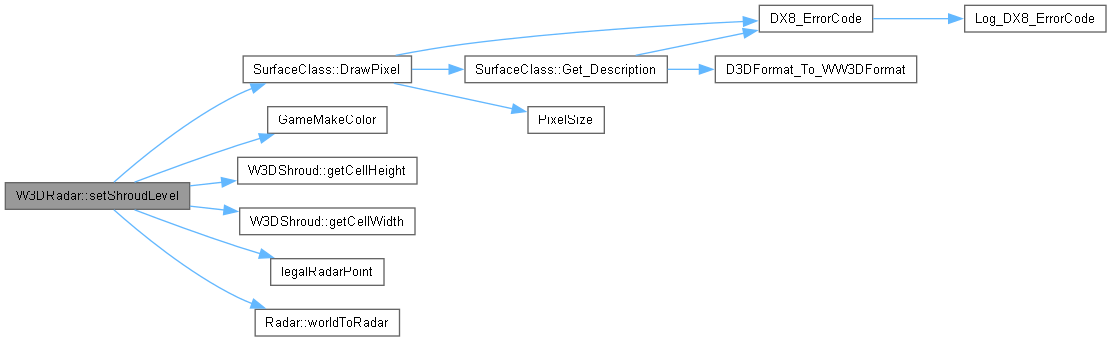 W3DRadar::setShroudLevel
SurfaceClass::DrawPixel
GameMakeColor
W3DShroud::getCellHeight
W3DShroud::getCellWidth
legalRadarPoint
Radar::worldToRadar
SurfaceClass::Get_Description
PixelSize
DX8_ErrorCode
D3DFormat_To_WW3DFormat
Log_DX8_ErrorCode